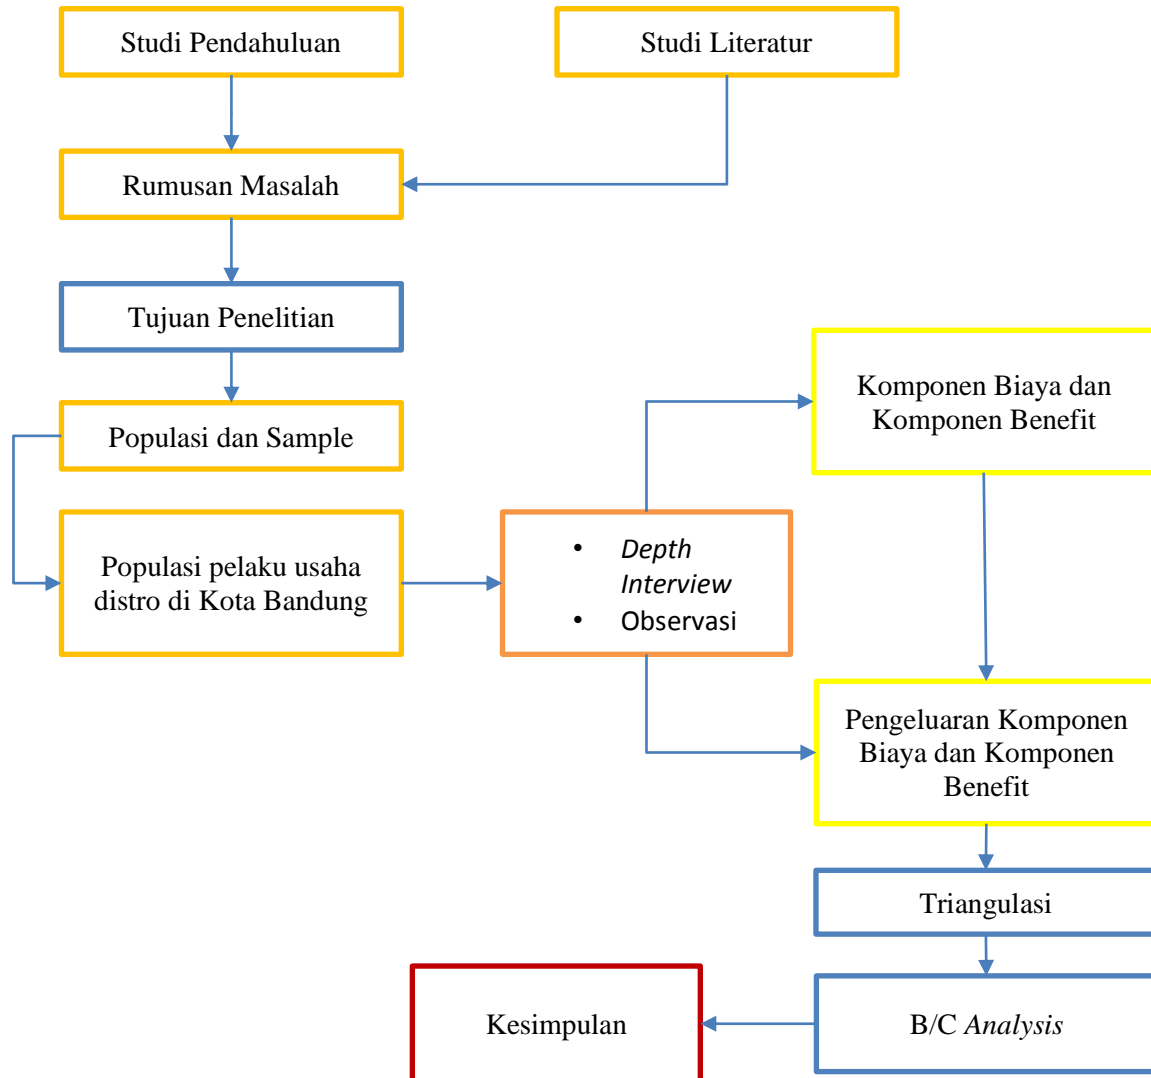 Studi Pendahuluan
Studi Literatur
Rumusan Masalah
Tujuan Penelitian
Populasi dan Sample
Populasi pelaku usaha
distro di Kota Bandung
• Depth
Interview
• Observasi
Komponen Biaya dan
Komponen Benefit
Pengeluaran Komponen
Biaya dan Komponen
Benefit
Triangulasi
B/C Analysis
Kesimpulan